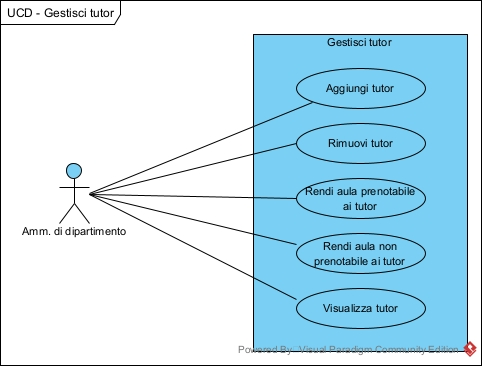 UCD - Gestisci tutor
Gestisci tutor
Aggiungi tutor
Rimuovi tutor
Rendi aula prenotabile
ai tutor
Rendi aula non
prenotabile ai tutor
Visualizza tutor
Amm. di dipartimento
Powered By: Visual Paradigm Community Edition